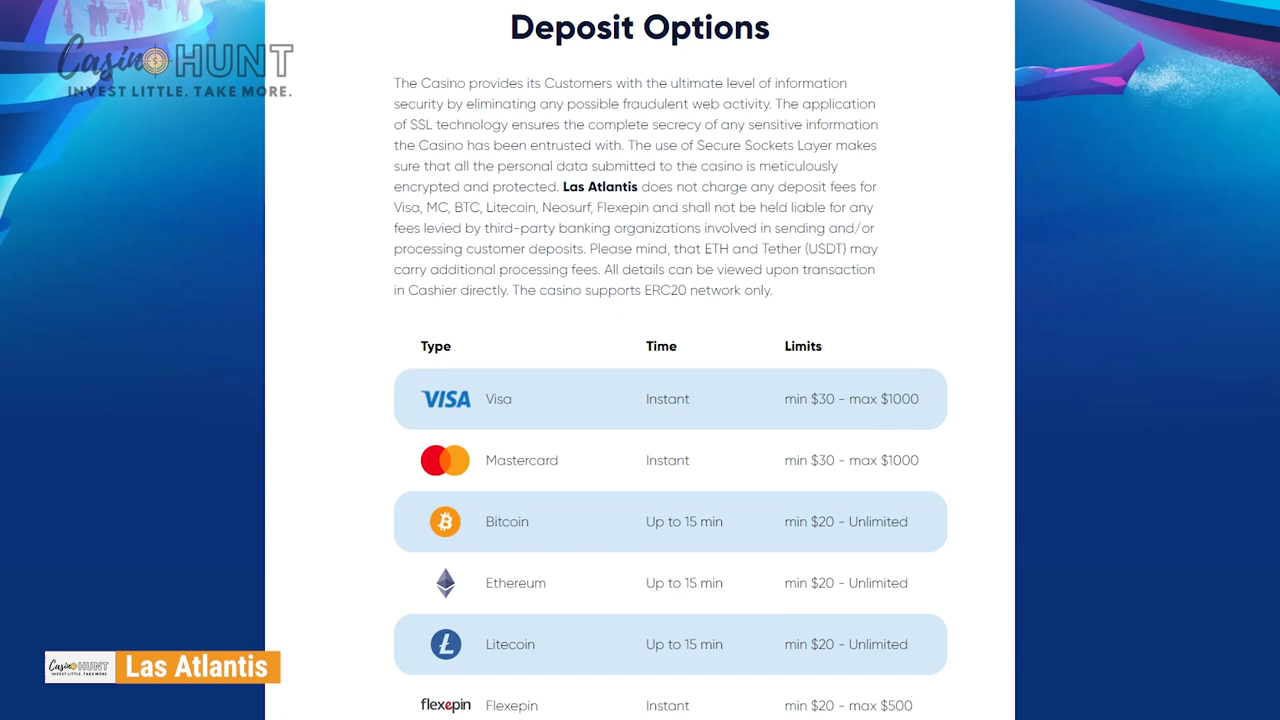 Casino HUNT
INVEST LITTLE. TAKE MORE.
Deposit Options
The Casino provides its Customers with the ultimate level of information
security by eliminating any possible fraudulent web activity. The application
of SSL technology ensures the complete secrecy of any sensitive information
the Casino has been entrusted with. The use of Secure Sockets Layer makes
sure that all the personal data submitted to the casino is meticulously
encrypted and protected. Las Atlantis does not charge any deposit fees for
Visa, MC, BTC, Litecoin, Neosurf, Flexepin and shall not be held liable for any
fees levied by third-party banking organizations involved in sending and/or
processing customer deposits. Please mind, that ETH and Tether (USDT) may
carry additional processing fees. All details can be viewed upon transaction
in Cashier directly. The casino supports ERC20 network only.
Type Time Limits
VISA Visa Instant min $30 - max $1000
Mastercard Instant min $30 - max $1000
Bitcoin Up to 15 min min $20 - Unlimited
Ethereum Up to 15 min min $20 - Unlimited
Litecoin Up to 15 min min $20 - Unlimited
flexepin Flexepin Instant min $20 - max $500
Casino HUNT
INVEST LITTLE. TAKE MORE.
Las Atlantis